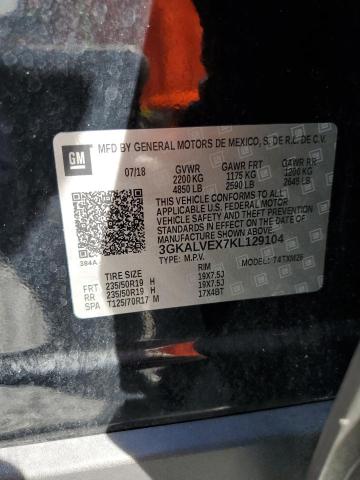 GM
MFD BY GENERAL MOTORS DE MEXICO, S. DE R.L. DE C.V.
07/18 GVWR GAWR FRT GAWR RR
2200 KG 1175 KG 1200 KG
4850 LB 2590 LB 2645 LB
THIS VEHICLE CONFORMS TO ALL
APPLICABLE U.S. FEDERAL MOTOR
VEHICLE SAFETY AND THEFT PREVENTION
STANDARDS IN EFFECT ON THE DATE OF
MANUFACTURE SHOWN ABOVE.
3GKALVEX7KL129104
384A TYPE: M.P.V. MODEL: 74TXM26
TIRE SIZE RIM
FRT 235/50R19 H 19X7.5J
RR 235/50R19 H 19X7.5J
SPA T125/70R17 M 17X4BT